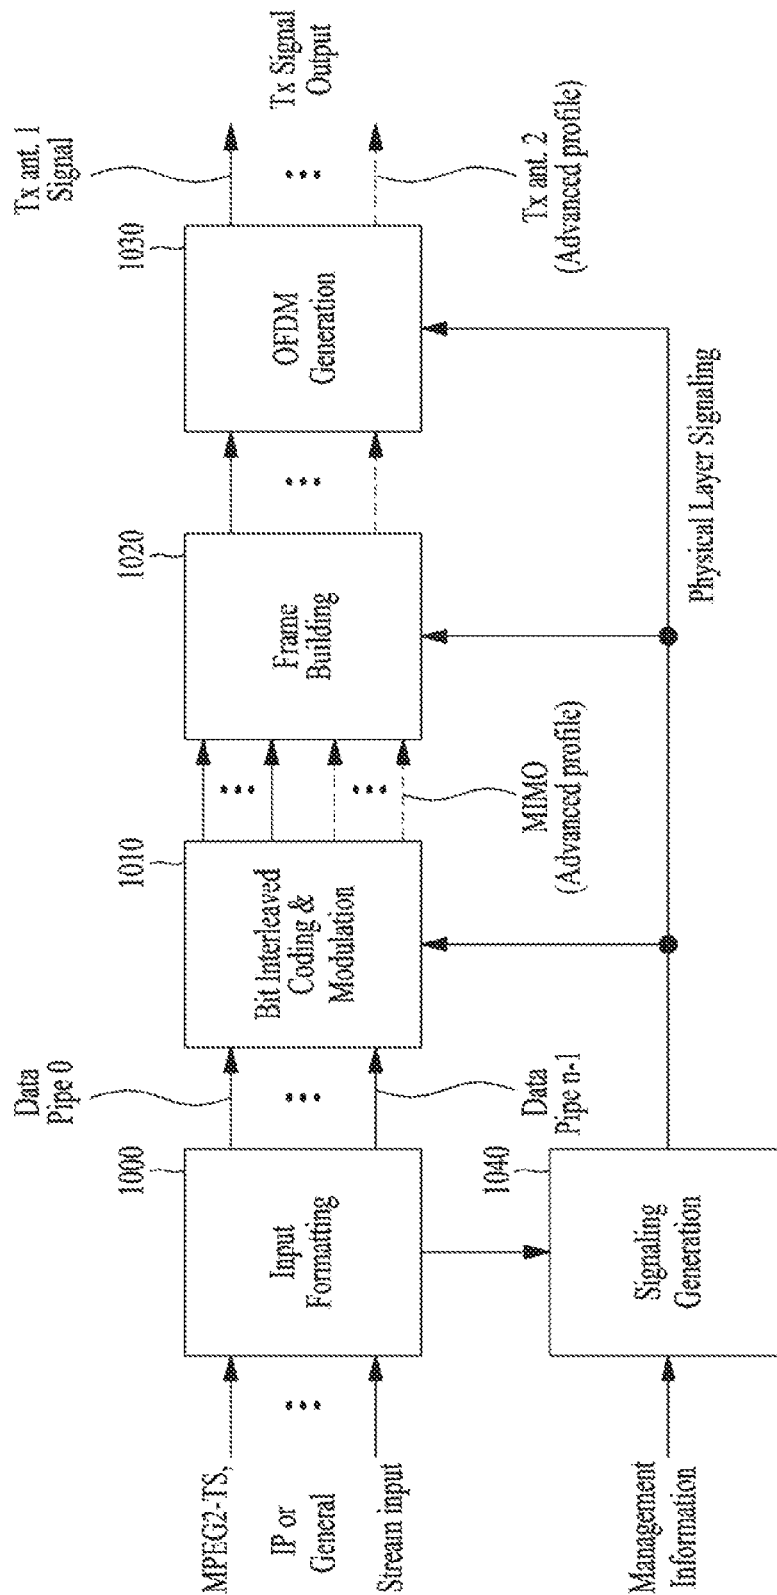 MPEG2-TS,
IP or
General
Stream input
Management
Information
1000
Input
Formatting
1040
Signaling
Generation
Data
Pipe 0
Data
Pipe n-1
1010
Bit Interleaved
Coding &
Modulation
MIMO
(Advanced profile)
1020
Frame
Building
Physical Layer Signaling
1030
OFDM
Generation
Tx ant. 1
Signal
Tx Signal
Output
Tx ant. 2
(Advanced profile)